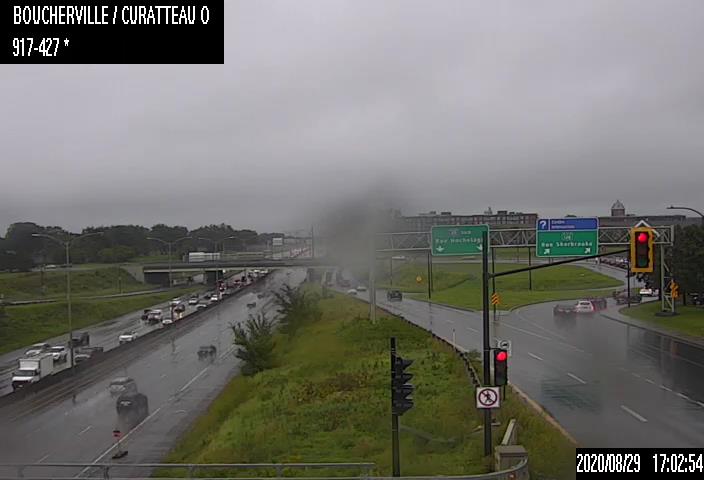 BOUCHERVILLE / CURATTEAU O
917-427 *
Rue Hochelaga
?
Rue Sherbrooke
2020/08/29 17:02:54